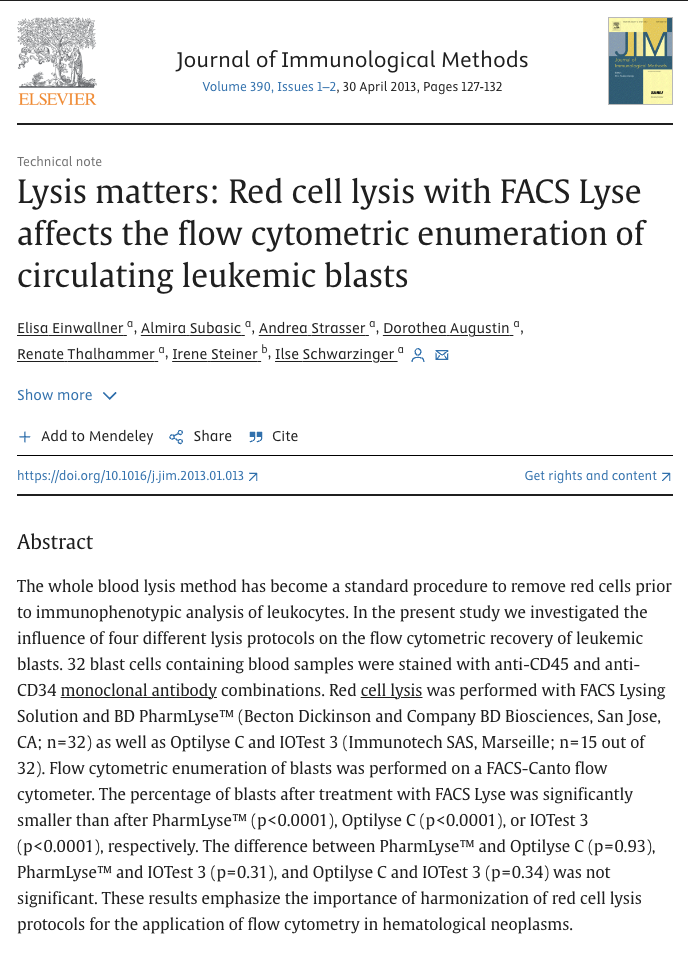 ELSEVIER
Journal of Immunological Methods
Volume 390, Issues 1–2, 30 April 2013, Pages 127-132
JIM
Technical note
Lysis matters: Red cell lysis with FACS Lyse
affects the flow cytometric enumeration of
circulating leukemic blasts
Elisa Einwallner a, Almira Subasic a, Andrea Strasser a, Dorothea Augustin a,
Renate Thalhammer a, Irene Steiner b, Ilse Schwarzinger a
Show more
Add to Mendeley Share Cite
https://doi.org/10.1016/j.jim.2013.01.013 Get rights and content
Abstract
The whole blood lysis method has become a standard procedure to remove red cells prior
to immunophenotypic analysis of leukocytes. In the present study we investigated the
influence of four different lysis protocols on the flow cytometric recovery of leukemic
blasts. 32 blast cells containing blood samples were stained with anti-CD45 and anti-
CD34 monoclonal antibody combinations. Red cell lysis was performed with FACS Lysing
Solution and BD PharmLyse™ (Becton Dickinson and Company BD Biosciences, San Jose,
CA; n=32) as well as Optilyse C and IOTest 3 (Immunotech SAS, Marseille; n=15 out of
32). Flow cytometric enumeration of blasts was performed on a FACS-Canto flow
cytometer. The percentage of blasts after treatment with FACS Lyse was significantly
smaller than after PharmLyse™ (p<0.0001), Optilyse C (p<0.0001), or IOTest 3
(p<0.0001), respectively. The difference between PharmLyse™ and Optilyse C (p=0.93),
PharmLyse™ and IOTest 3 (p=0.31), and Optilyse C and IOTest 3 (p=0.34) was not
significant. These results emphasize the importance of harmonization of red cell lysis
protocols for the application of flow cytometry in hematological neoplasms.